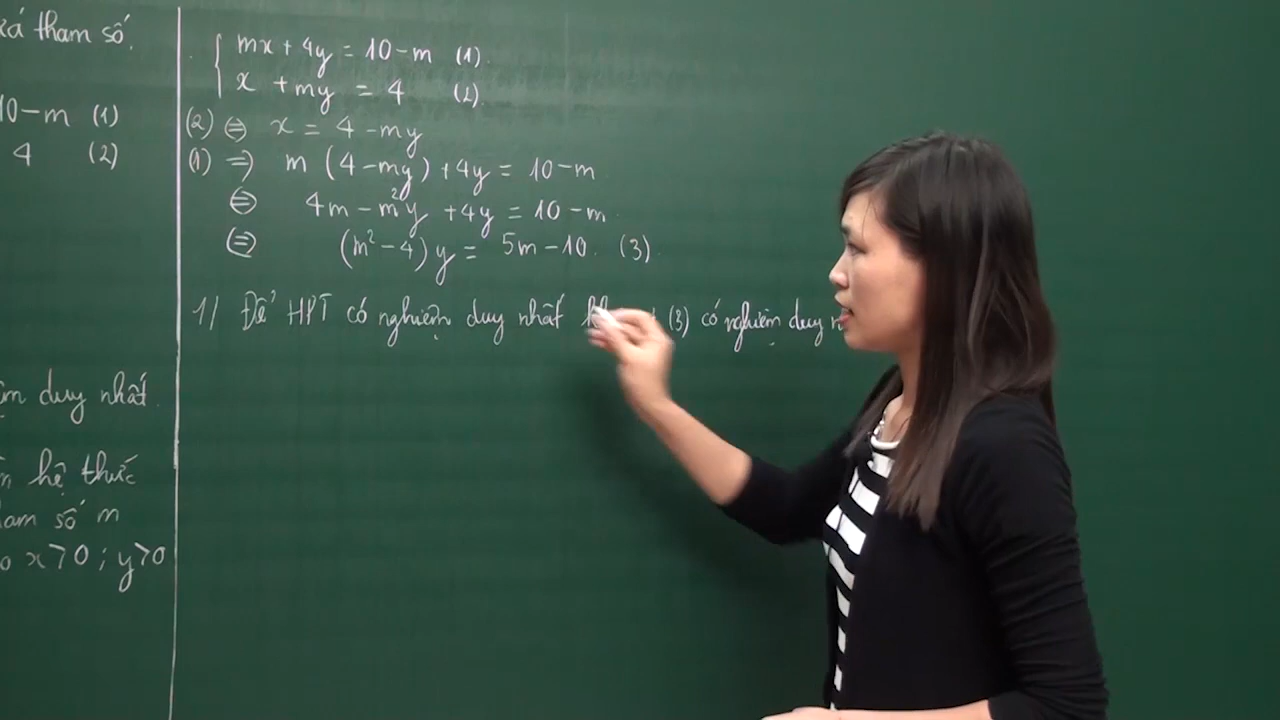 tham số.
10-m (1)
4 (2)
duy nhất.
hệ thức
số m
x>0; y>0
mx + 4y = 10-m (1).
x + my = 4 (2).
(2) ⇔ x = 4 - my
(1) ⇒ m (4-my) + 4y = 10-m
⇔ 4m - m²y + 4y = 10-m.
⇔ (m²-4) y = 5m-10. (3).
1/ Để HPT có nghiệm duy nhất (3) có nghiệm duy